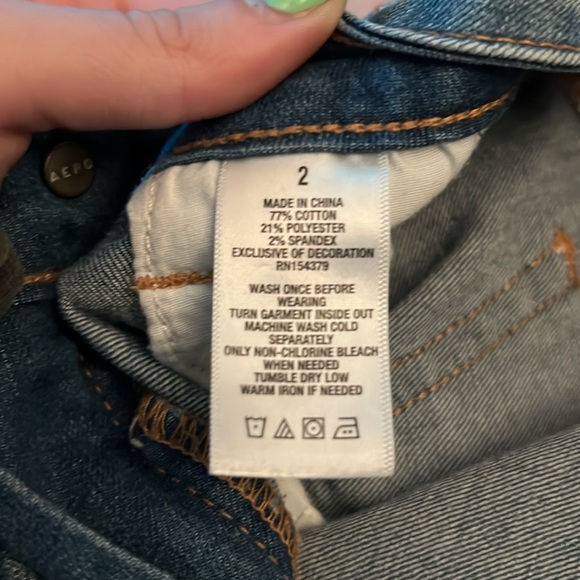 AERO
2
MADE IN CHINA
77% COTTON
21% POLYESTER
2% SPANDEX
EXCLUSIVE OF DECORATION
RN154379
WASH ONCE BEFORE
WEARING
TURN GARMENT INSIDE OUT
MACHINE WASH COLD
SEPARATELY
ONLY NON-CHLORINE BLEACH
WHEN NEEDED
TUMBLE DRY LOW
WARM IRON IF NEEDED